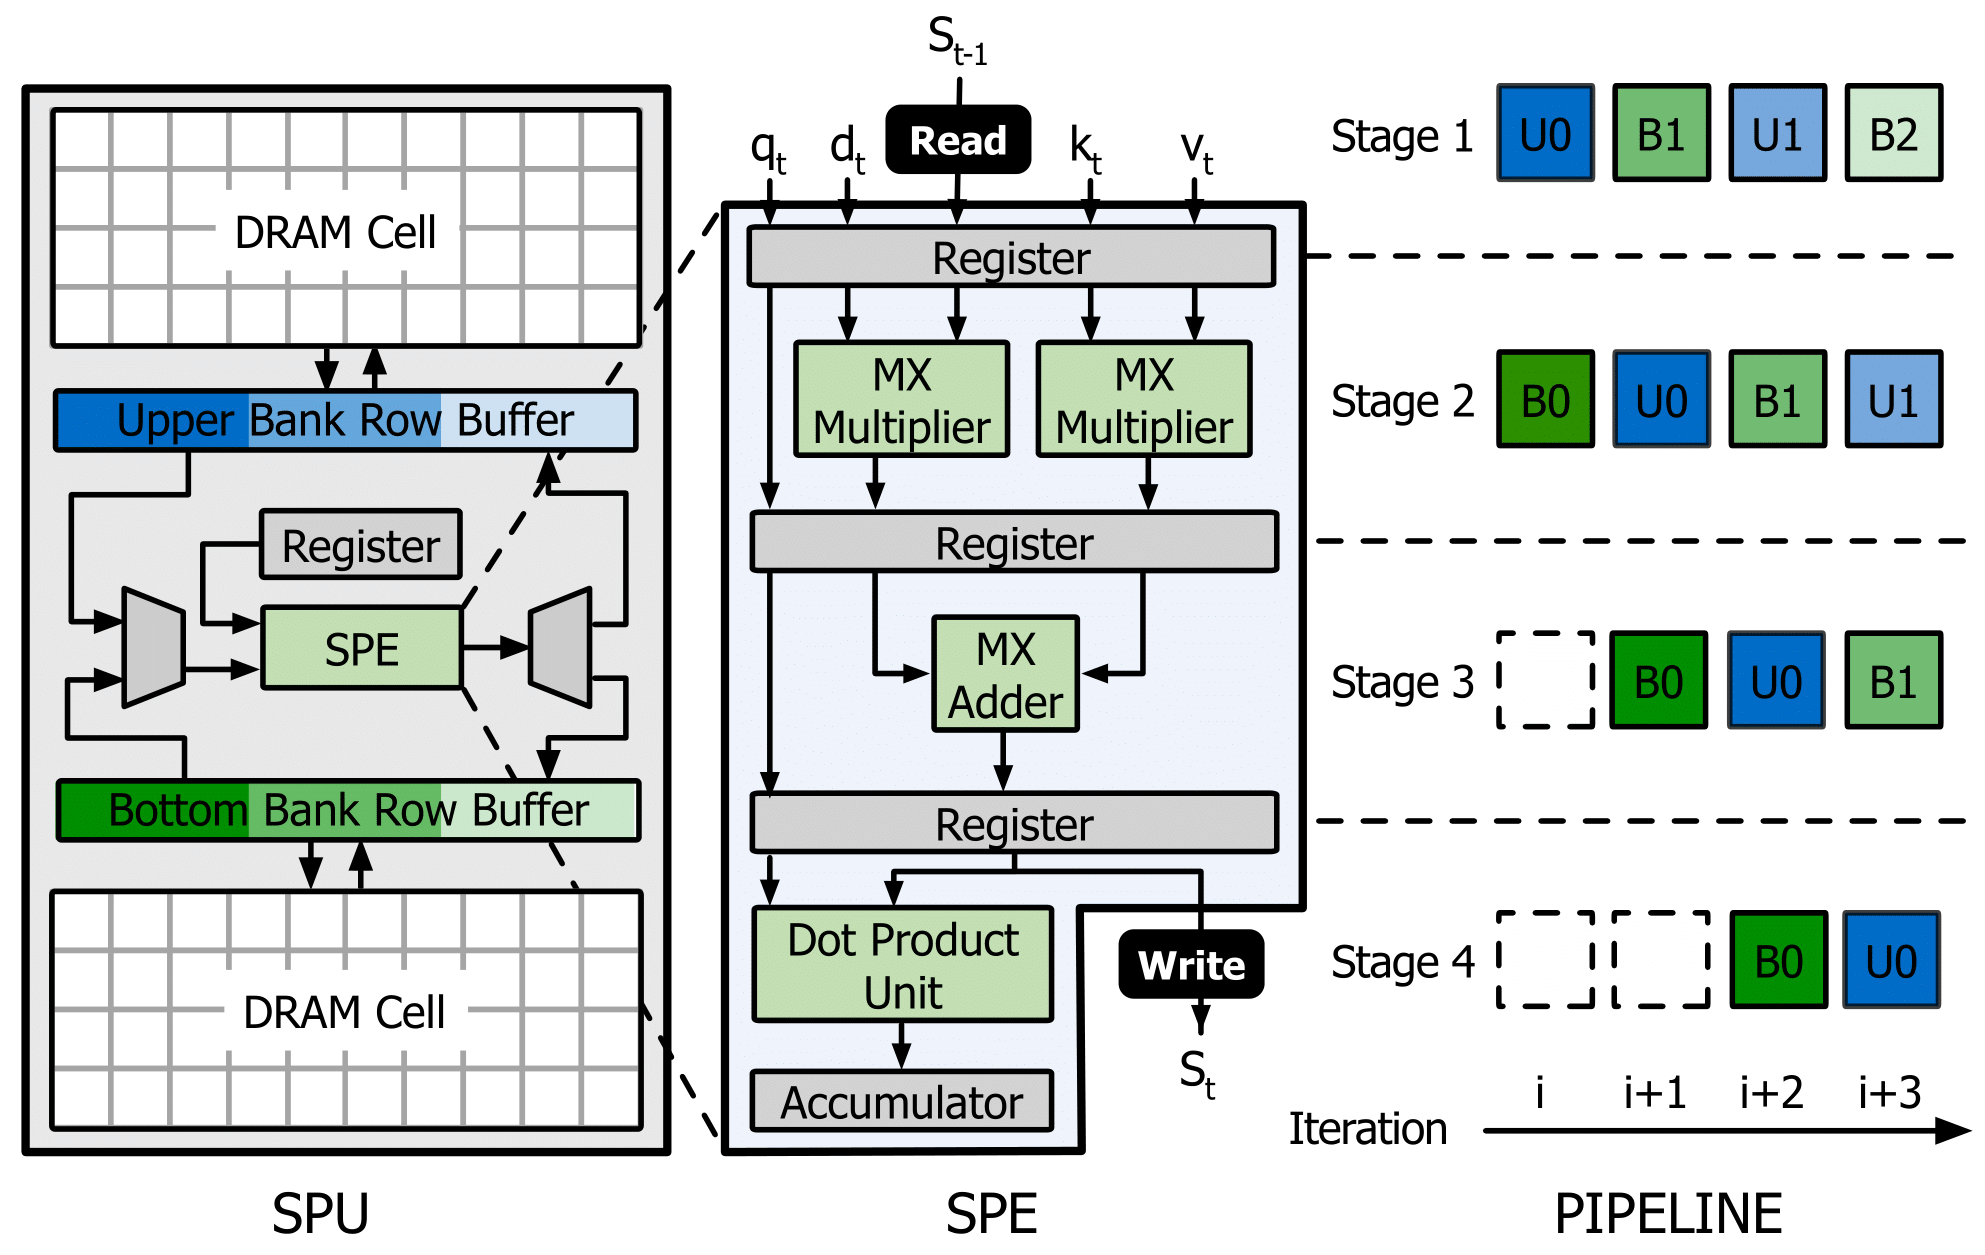 DRAM Cell
Upper Bank Row Buffer
Register
SPE
Bottom Bank Row Buffer
DRAM Cell
SPU
S_{t-1}
Read
q_t
d_t
k_t
v_t
Register
MX
Multiplier
MX
Multiplier
Register
MX
Adder
Register
Dot Product
Unit
Write
S_t
Accumulator
SPE
Stage 1 U0 B1 U1 B2
Stage 2 B0 U0 B1 U1
Stage 3 B0 U0 B1
Stage 4 B0 U0
i i+1 i+2 i+3
Iteration
PIPELINE